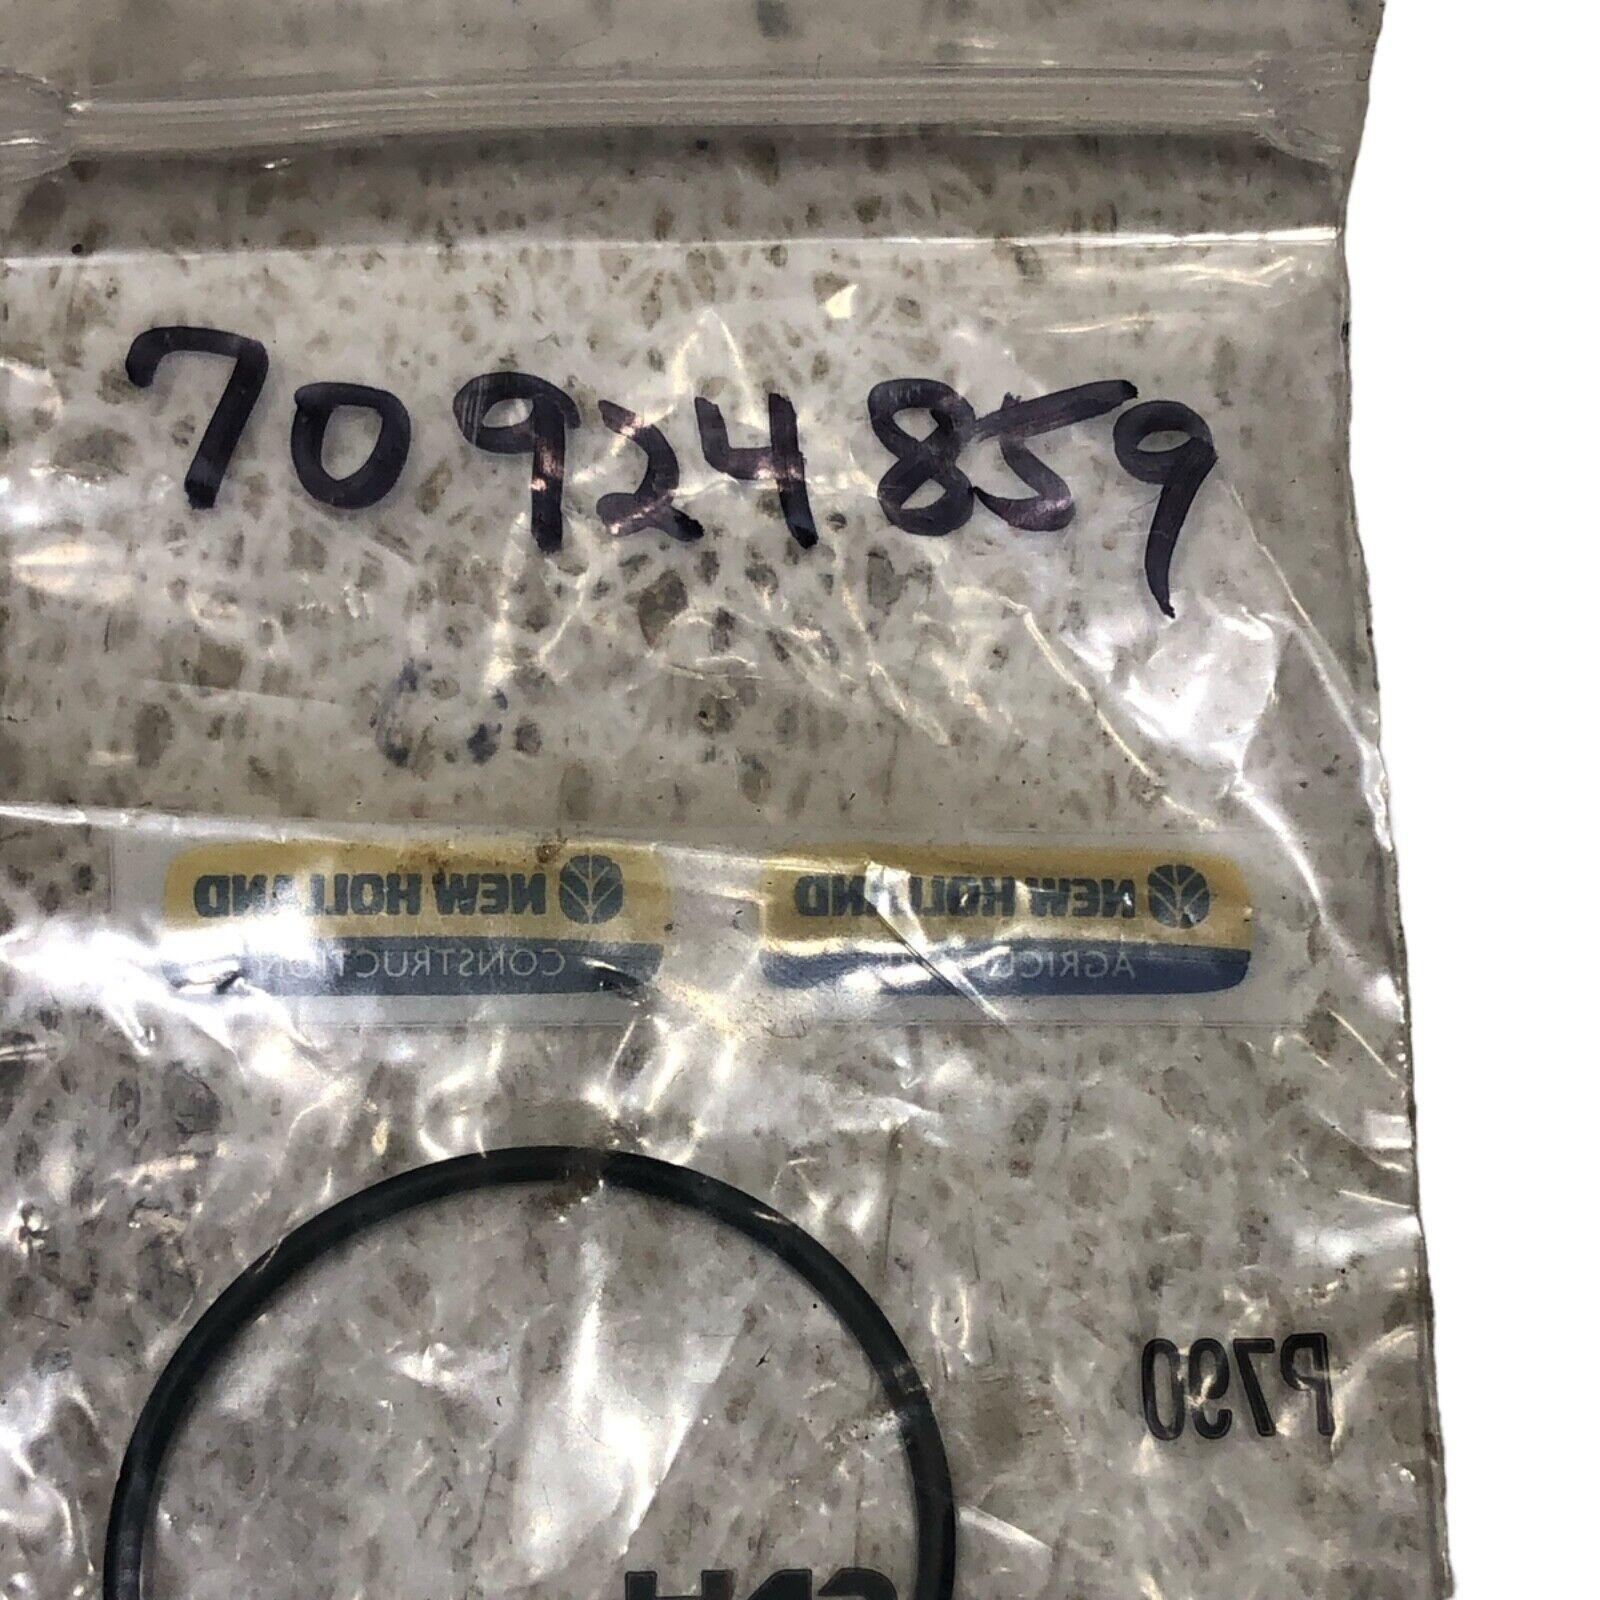 70924859
NEW HOLLAND NEW HOLLAND
CONSTRUCTION
P790